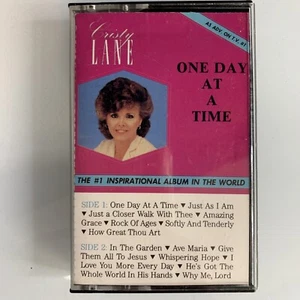 Cristy
LANE
AS ADV. ON T.V. #1
ONE DAY
AT
A
TIME
THE #1 INSPIRATIONAL ALBUM IN THE WORLD
SIDE 1: One Day At A Time • Just As I Am
• Just a Closer Walk With Thee • Amazing
Grace • Rock Of Ages • Softly And Tenderly
• How Great Thou Art
SIDE 2: In The Garden • Ave Maria • Give
Them All To Jesus • Whispering Hope • I
Love You More Every Day • He's Got The
Whole World In His Hands • Why Me, Lord